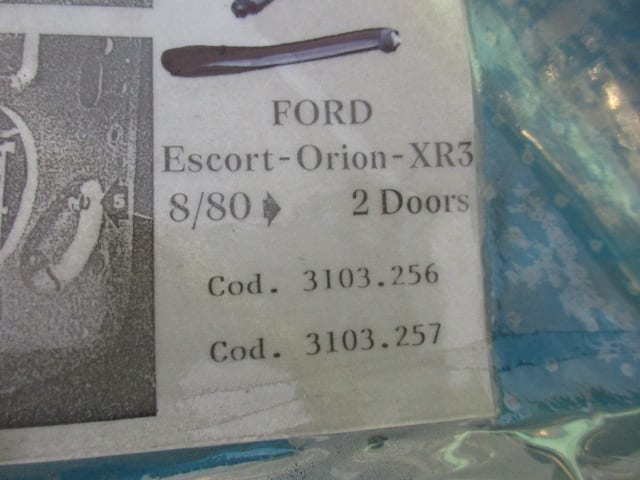 FORD
Escort-Orion-XR3
8/80 2 Doors
Cod. 3103.256
Cod. 3103.257